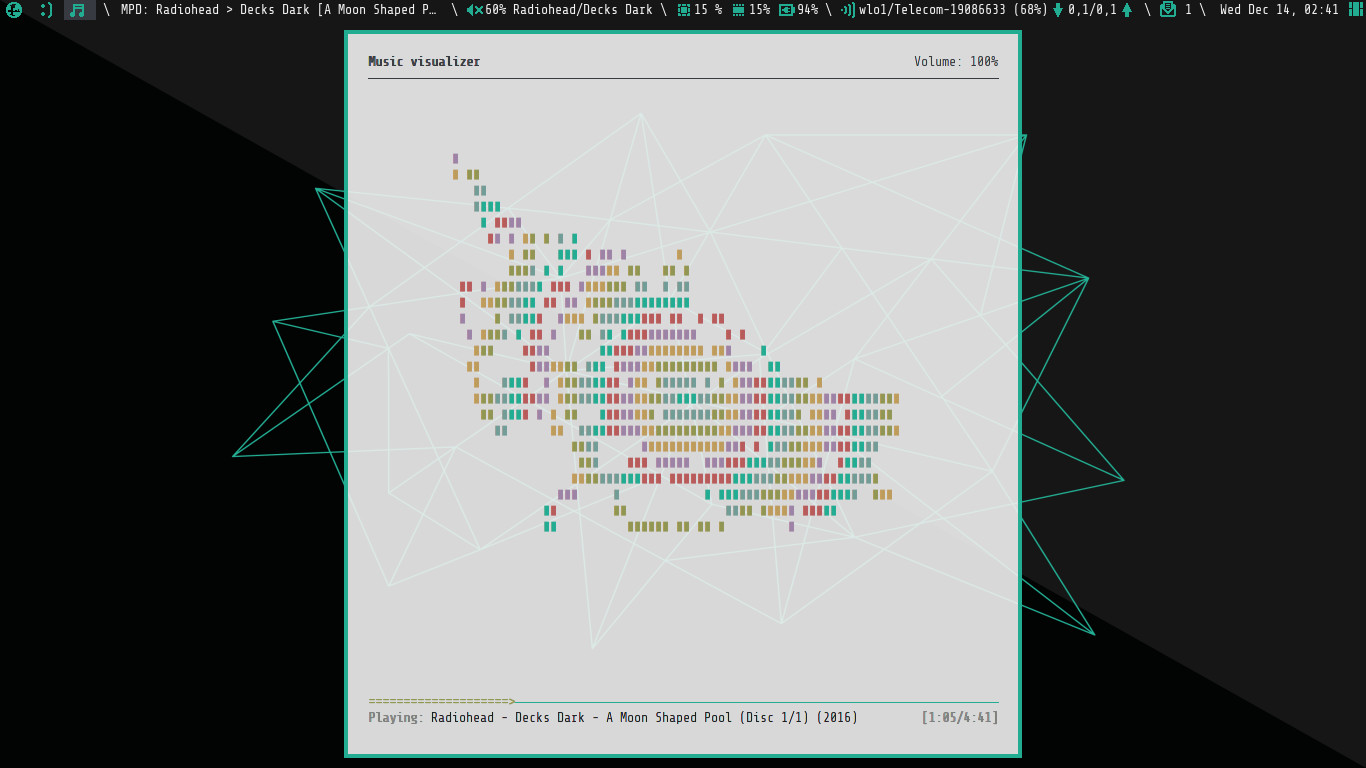 :) \ MPD: Radiohead > Decks Dark [A Moon Shaped P… \ 60% Radiohead/Decks Dark \ 15 % 15% 94% \ wlo1/Telecom-19086633 (68%) 0,1/0,1 \ 1 \ Wed Dec 14, 02:41
Music visualizer Volume: 100%
====================>
Playing: Radiohead - Decks Dark - A Moon Shaped Pool (Disc 1/1) (2016) [1:05/4:41]